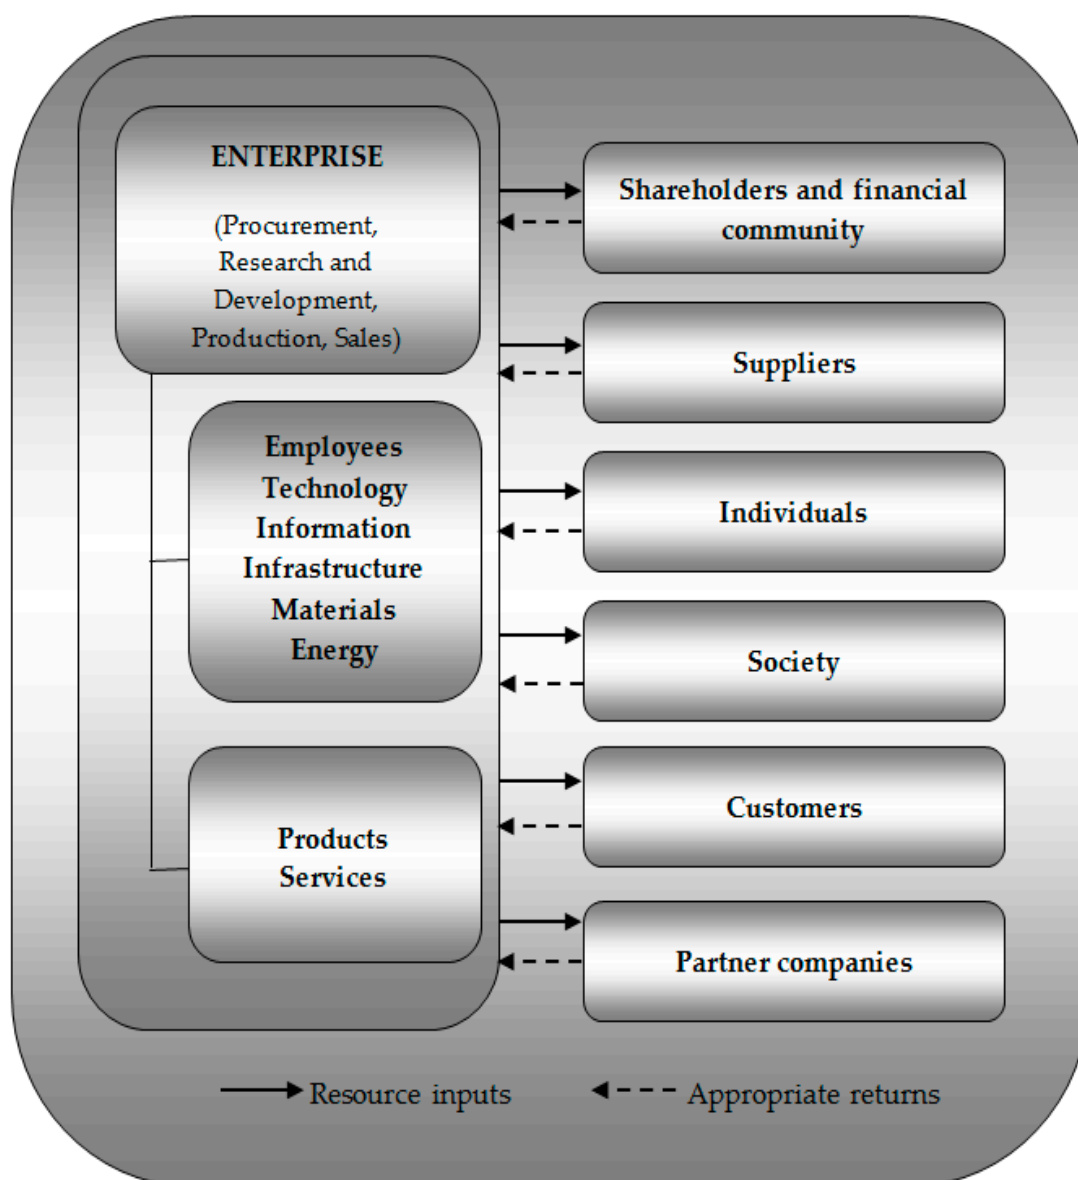 ENTERPRISE
(Procurement,
Research and
Development,
Production, Sales)
Employees
Technology
Information
Infrastructure
Materials
Energy
Products
Services
Shareholders and financial
community
Suppliers
Individuals
Society
Customers
Partner companies
Resource inputs
Appropriate returns